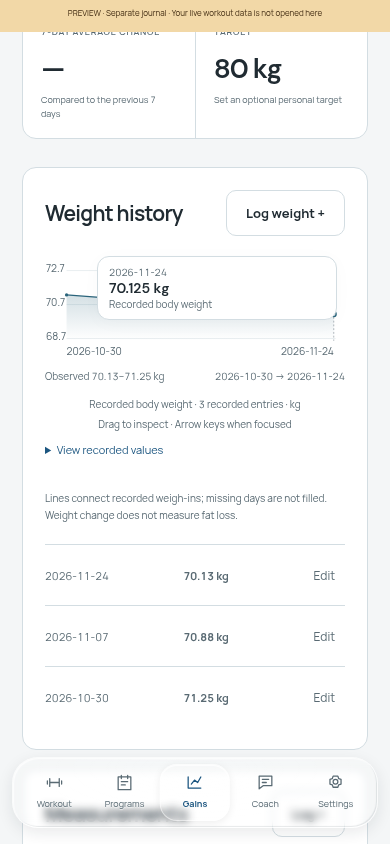 PREVIEW · Separate journal · Your live workout data is not opened here
7-DAY AVERAGE CHANGE
TARGET
—
80 kg
Compared to the previous 7 days
Set an optional personal target
Weight history
Log weight +
72.7
70.7
68.7
2026-11-24
70.125 kg
Recorded body weight
2026-10-30
2026-11-24
Observed 70.13–71.25 kg
2026-10-30 → 2026-11-24
Recorded body weight · 3 recorded entries · kg
Drag to inspect · Arrow keys when focused
▶ View recorded values
Lines connect recorded weigh-ins; missing days are not filled.
Weight change does not measure fat loss.
2026-11-24
70.13 kg
Edit
2026-11-07
70.88 kg
Edit
2026-10-30
71.25 kg
Edit
Workout
Programs
Gains
Coach
Settings